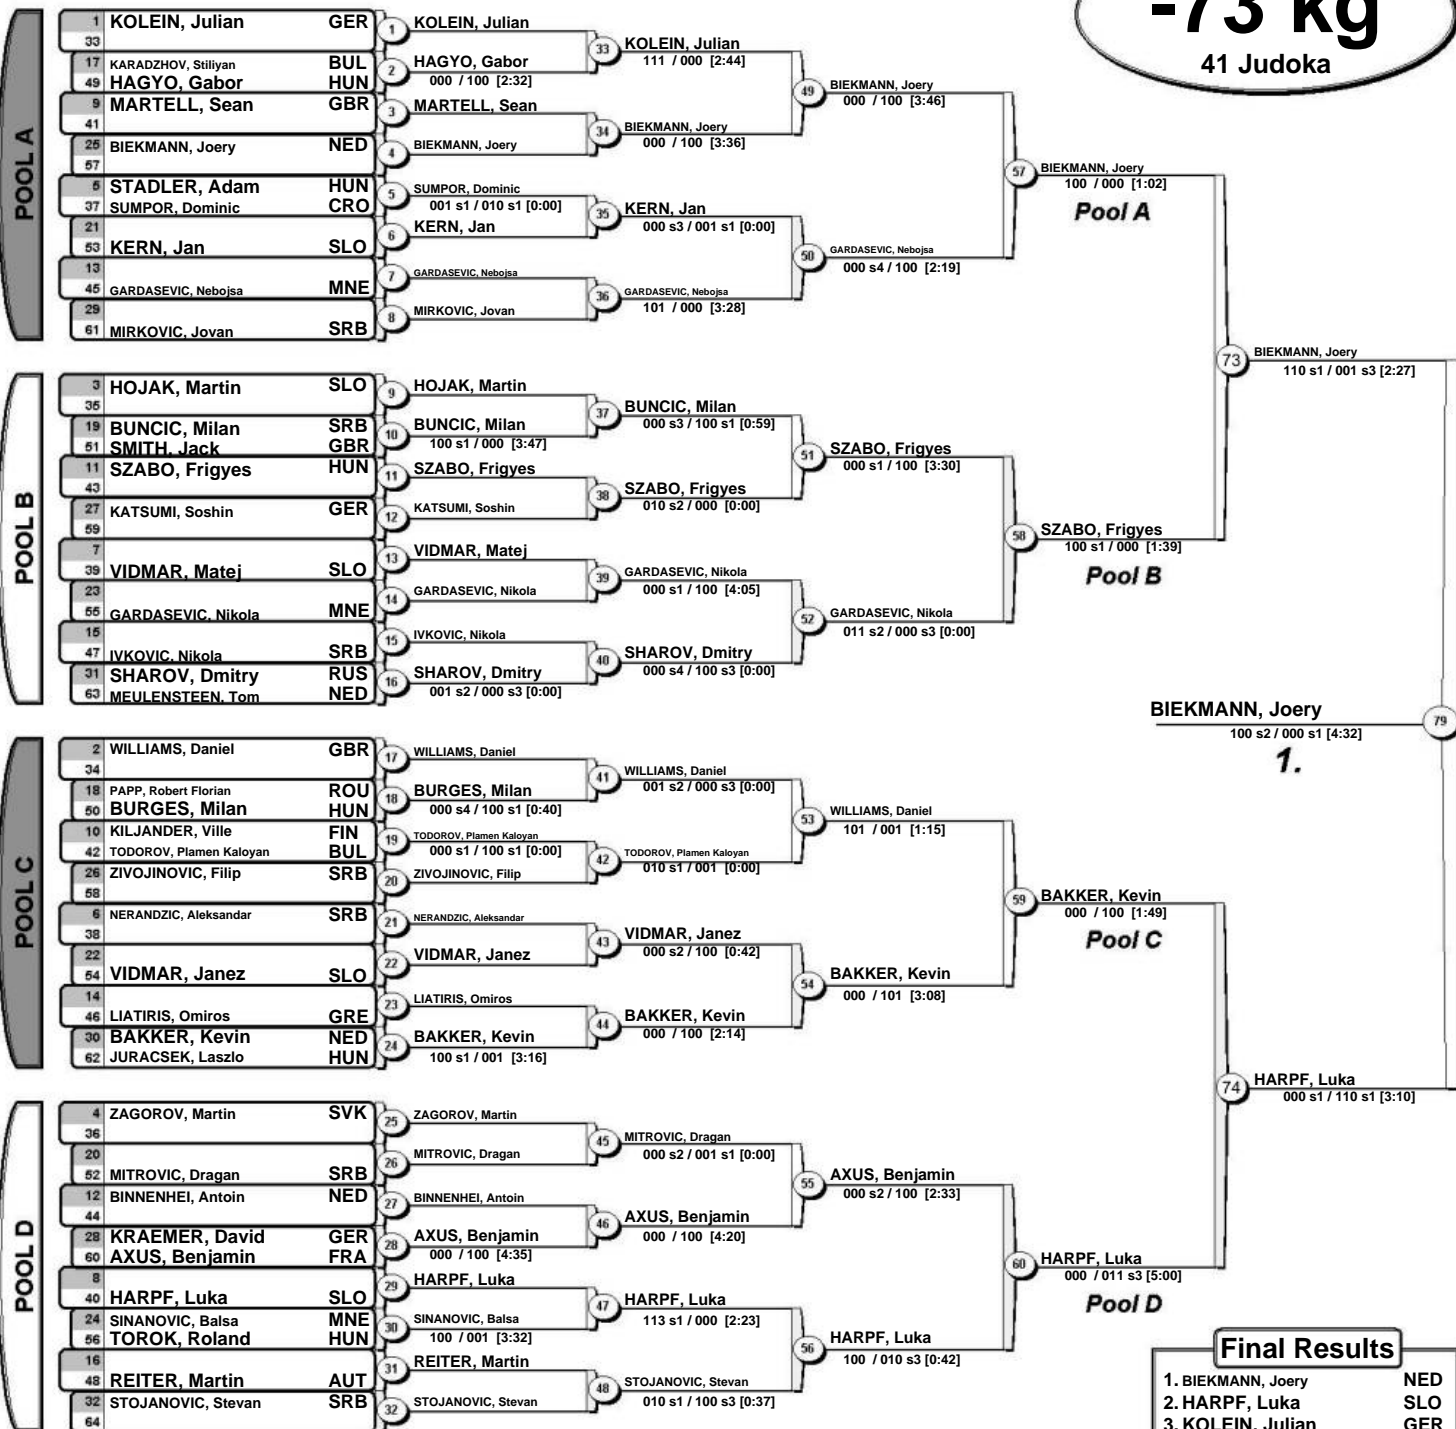 -73 kg
41 Judoka
POOL A
1 KOLEIN, Julian GER
33
17 KARADZHOV, Stiliyan BUL
49 HAGYO, Gabor HUN
9 MARTELL, Sean GBR
41
25 BIEKMANN, Joery NED
57
5 STADLER, Adam HUN
37 SUMPOR, Dominic CRO
21
53 KERN, Jan SLO
13
45 GARDASEVIC, Nebojsa MNE
29
61 MIRKOVIC, Jovan SRB
1 KOLEIN, Julian
2 HAGYO, Gabor
000 / 100 [2:32]
3 MARTELL, Sean
4 BIEKMANN, Joery
5 SUMPOR, Dominic
001 s1 / 010 s1 [0:00]
6 KERN, Jan
7 GARDASEVIC, Nebojsa
8 MIRKOVIC, Jovan
33 KOLEIN, Julian
111 / 000 [2:44]
34 BIEKMANN, Joery
000 / 100 [3:36]
35 KERN, Jan
000 s3 / 001 s1 [0:00]
36 GARDASEVIC, Nebojsa
101 / 000 [3:28]
49 BIEKMANN, Joery
000 / 100 [3:46]
50 GARDASEVIC, Nebojsa
000 s4 / 100 [2:19]
57 BIEKMANN, Joery
100 / 000 [1:02]
Pool A
POOL B
3 HOJAK, Martin SLO
35
19 BUNCIC, Milan SRB
51 SMITH, Jack GBR
11 SZABO, Frigyes HUN
43
27 KATSUMI, Soshin GER
59
7
39 VIDMAR, Matej SLO
23
55 GARDASEVIC, Nikola MNE
15
47 IVKOVIC, Nikola SRB
31 SHAROV, Dmitry RUS
63 MEULENSTEEN, Tom NED
9 HOJAK, Martin
10 BUNCIC, Milan
100 s1 / 000 [3:47]
11 SZABO, Frigyes
12 KATSUMI, Soshin
13 VIDMAR, Matej
14 GARDASEVIC, Nikola
15 IVKOVIC, Nikola
16 SHAROV, Dmitry
001 s2 / 000 s3 [0:00]
37 BUNCIC, Milan
000 s3 / 100 s1 [0:59]
38 SZABO, Frigyes
010 s2 / 000 [0:00]
39 GARDASEVIC, Nikola
000 s1 / 100 [4:05]
40 SHAROV, Dmitry
000 s4 / 100 s3 [0:00]
51 SZABO, Frigyes
000 s1 / 100 [3:30]
52 GARDASEVIC, Nikola
011 s2 / 000 s3 [0:00]
58 SZABO, Frigyes
100 s1 / 000 [1:39]
Pool B
73 BIEKMANN, Joery
110 s1 / 001 s3 [2:27]
BIEKMANN, Joery 79
100 s2 / 000 s1 [4:32]
1.
POOL C
2 WILLIAMS, Daniel GBR
34
18 PAPP, Robert Florian ROU
50 BURGES, Milan HUN
10 KILJANDER, Ville FIN
42 TODOROV, Plamen Kaloyan BUL
26 ZIVOJINOVIC, Filip SRB
58
6 NERANDZIC, Aleksandar SRB
38
22
54 VIDMAR, Janez SLO
14
46 LIATIRIS, Omiros GRE
30 BAKKER, Kevin NED
62 JURACSEK, Laszlo HUN
17 WILLIAMS, Daniel
18 BURGES, Milan
000 s4 / 100 s1 [0:40]
19 TODOROV, Plamen Kaloyan
000 s1 / 100 s1 [0:00]
20 ZIVOJINOVIC, Filip
21 NERANDZIC, Aleksandar
22 VIDMAR, Janez
23 LIATIRIS, Omiros
24 BAKKER, Kevin
100 s1 / 001 [3:16]
41 WILLIAMS, Daniel
001 s2 / 000 s3 [0:00]
42 TODOROV, Plamen Kaloyan
010 s1 / 001 [0:00]
43 VIDMAR, Janez
000 s2 / 100 [0:42]
44 BAKKER, Kevin
000 / 100 [2:14]
53 WILLIAMS, Daniel
101 / 001 [1:15]
54 BAKKER, Kevin
000 / 101 [3:08]
59 BAKKER, Kevin
000 / 100 [1:49]
Pool C
POOL D
4 ZAGOROV, Martin SVK
36
20
52 MITROVIC, Dragan SRB
12 BINNENHEI, Antoin NED
44
28 KRAEMER, David GER
60 AXUS, Benjamin FRA
8
40 HARPF, Luka SLO
24 SINANOVIC, Balsa MNE
56 TOROK, Roland HUN
16
48 REITER, Martin AUT
32 STOJANOVIC, Stevan SRB
64
25 ZAGOROV, Martin
26 MITROVIC, Dragan
27 BINNENHEI, Antoin
28 AXUS, Benjamin
000 / 100 [4:35]
29 HARPF, Luka
30 SINANOVIC, Balsa
100 / 001 [3:32]
31 REITER, Martin
32 STOJANOVIC, Stevan
45 MITROVIC, Dragan
000 s2 / 001 s1 [0:00]
46 AXUS, Benjamin
000 / 100 [4:20]
47 HARPF, Luka
113 s1 / 000 [2:23]
48 STOJANOVIC, Stevan
010 s1 / 100 s3 [0:37]
55 AXUS, Benjamin
000 s2 / 100 [2:33]
56 HARPF, Luka
100 / 010 s3 [0:42]
60 HARPF, Luka
000 / 011 s3 [5:00]
Pool D
74 HARPF, Luka
000 s1 / 110 s1 [3:10]
Final Results
1. BIEKMANN, Joery NED
2. HARPF, Luka SLO
3. KOLEIN, Julian GER